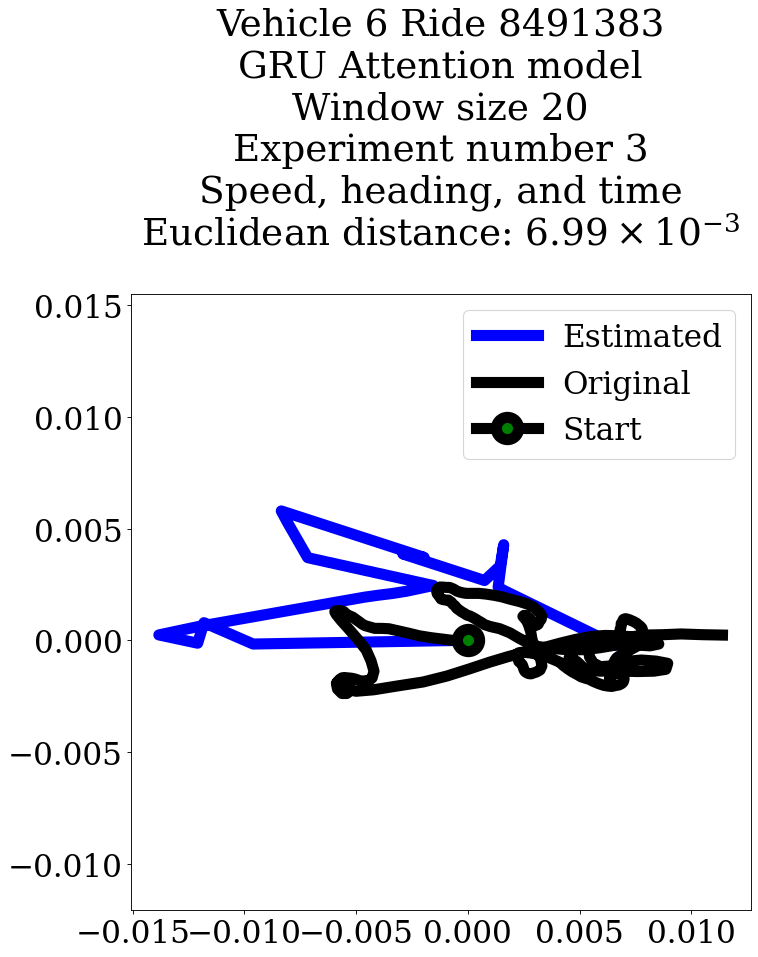 Vehicle 6 Ride 8491383
GRU Attention model
Window size 20
Experiment number 3
Speed, heading, and time
Euclidean distance: 6.99 × 10⁻³
0.015
0.010
0.005
0.000
−0.005
−0.010
Estimated
Original
Start
−0.015 −0.010 −0.005 0.000 0.005 0.010